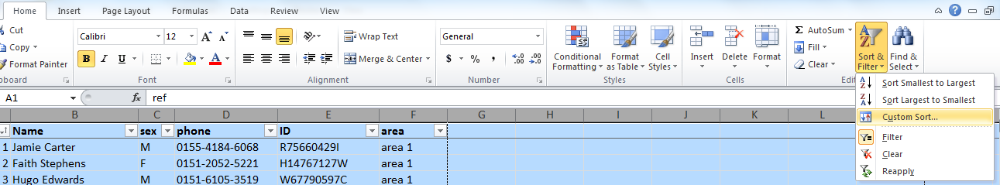 Home Insert Page Layout Formulas Data Review View
Cut
Copy
Format Painter
Calibri 12
B I U
Wrap Text
Merge & Center
General
$ % ,
Conditional Formatting
Format as Table
Cell Styles
Insert Delete Format
AutoSum
Fill
Clear
Sort & Filter
Find & Select
pboard Font Alignment Number Styles Cells Edit
Sort Smallest to Largest
Sort Largest to Smallest
Custom Sort...
Filter
Clear
Reapply
A1 fx ref
B C D E F G H I J K L
Name sex phone ID area
1 Jamie Carter M 0155-4184-6068 R75660429I area 1
2 Faith Stephens F 0151-2052-5221 H14767127W area 1
3 Hugo Edwards M 0151-6105-3519 W67790597C area 1